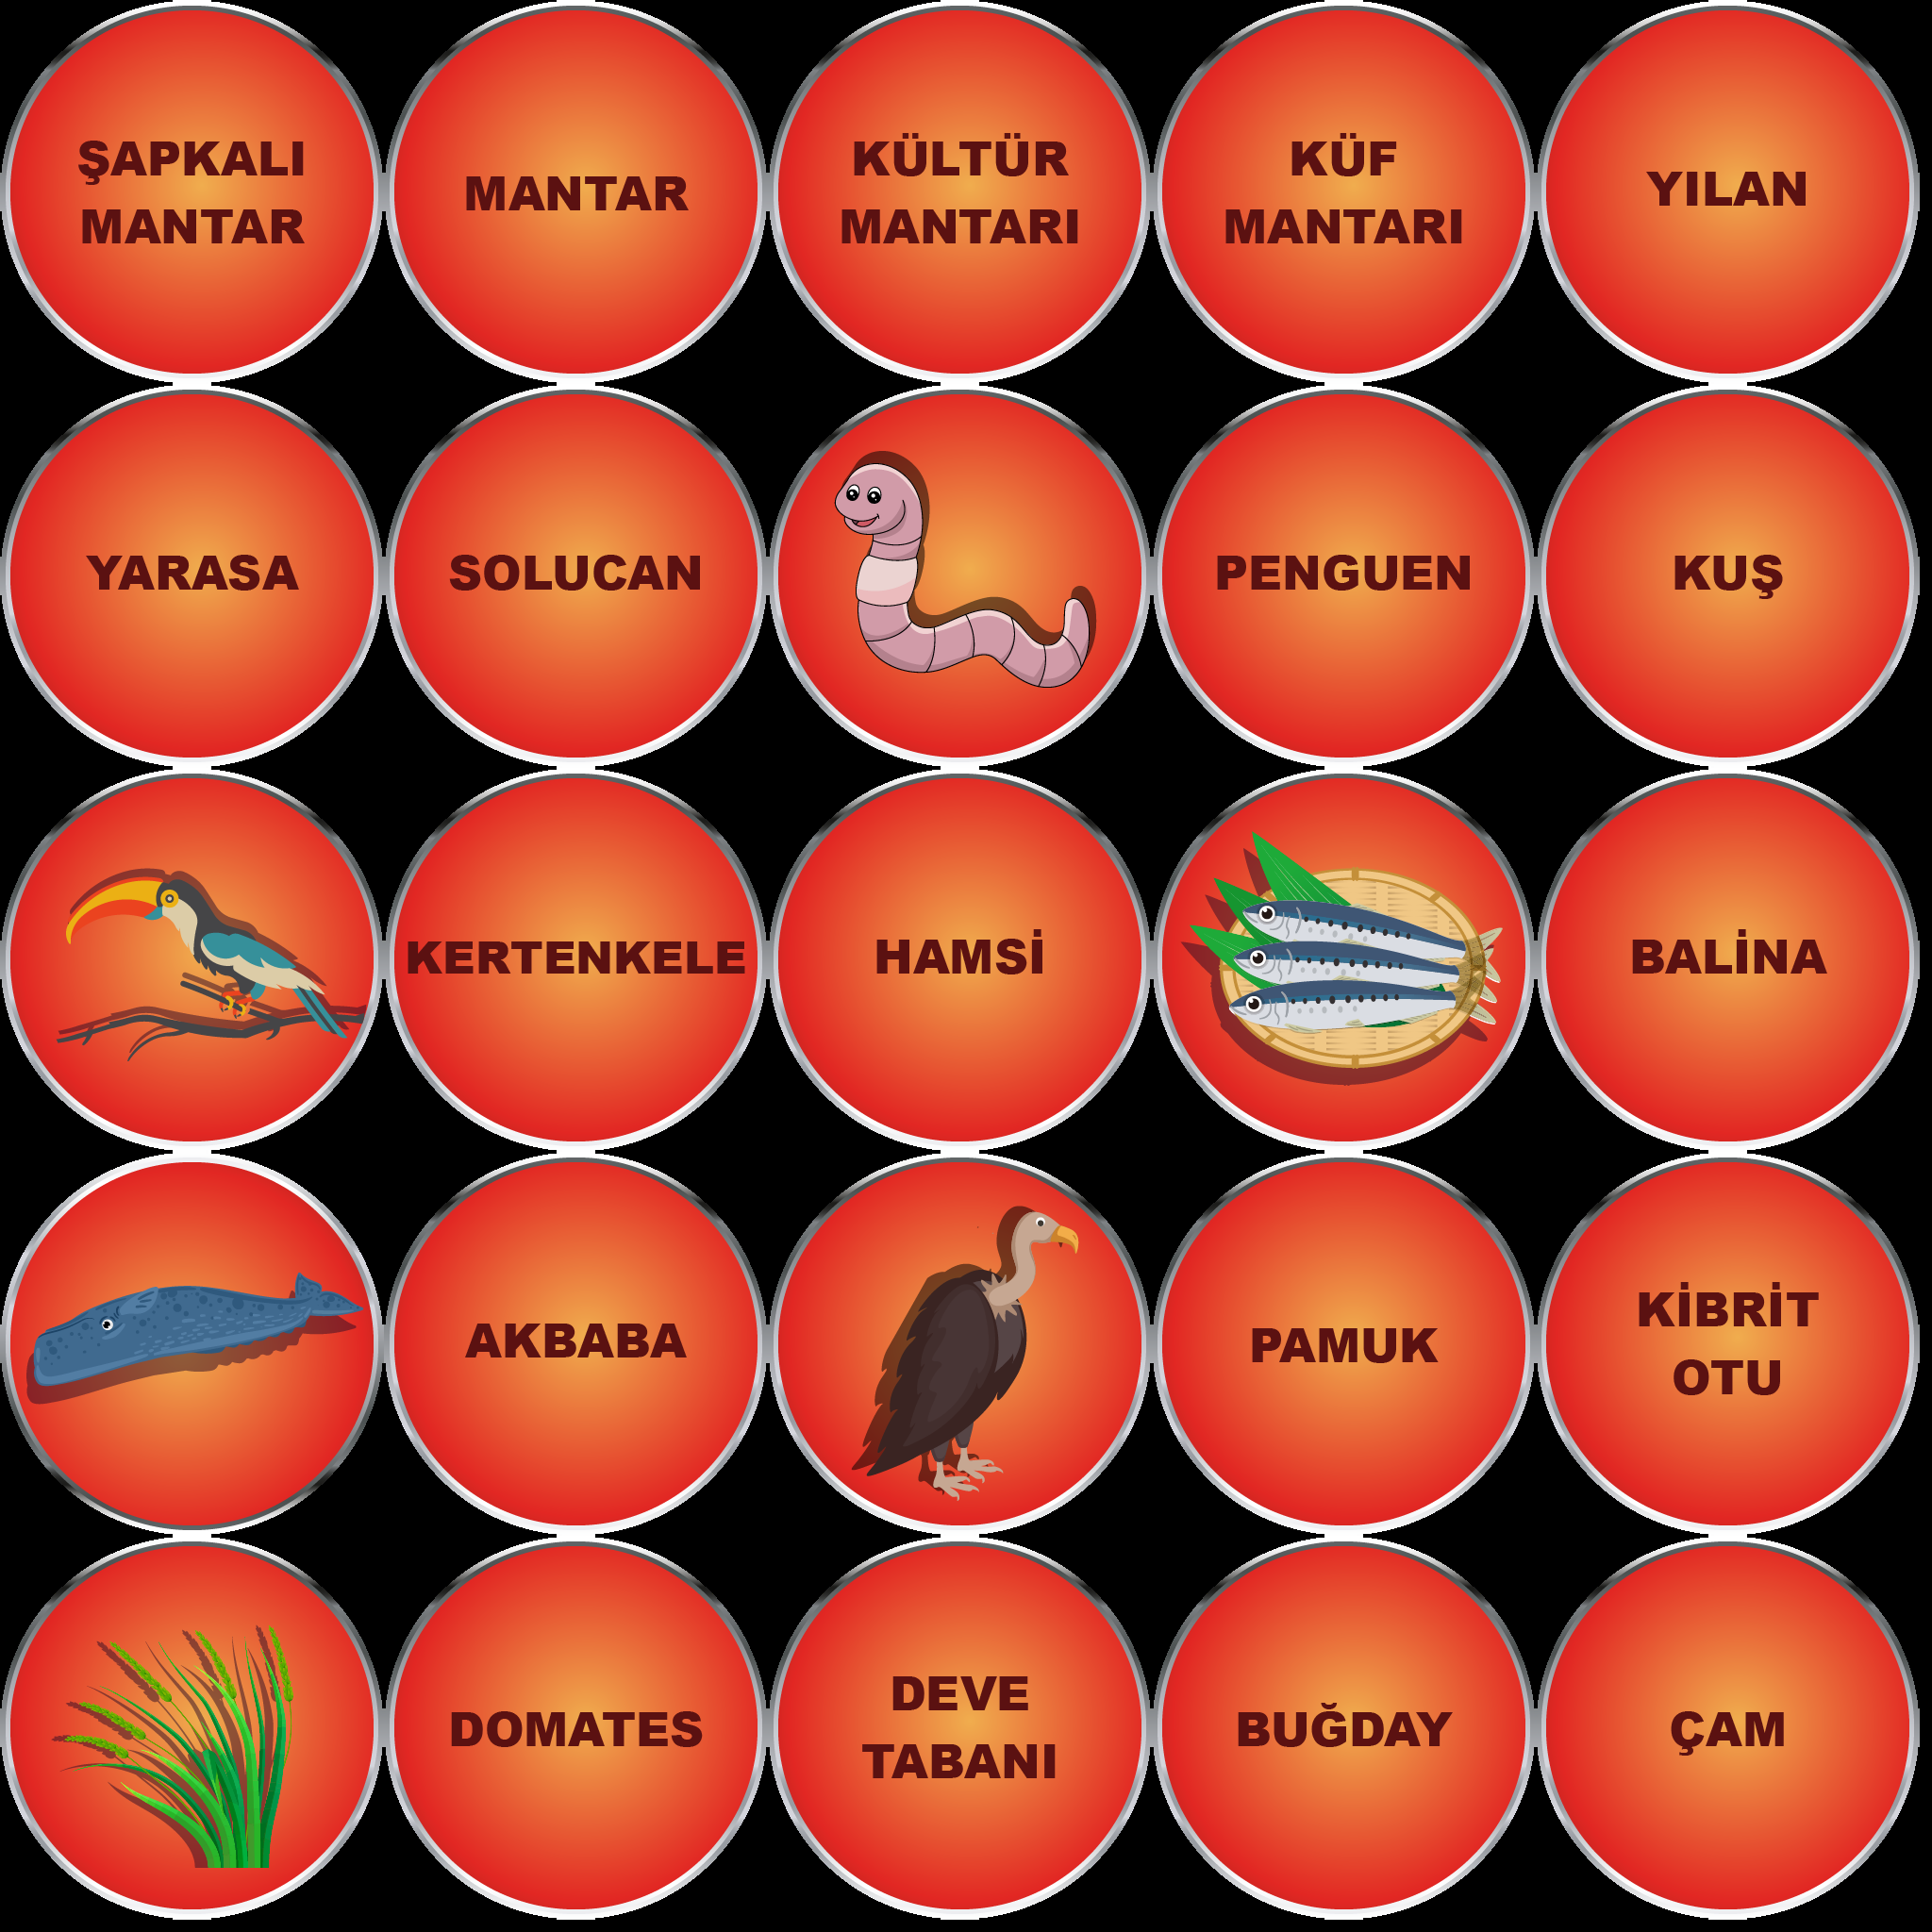 ŞAPKALI
MANTAR
MANTAR
KÜLTÜR
MANTARI
KÜF
MANTARI
YILAN
YARASA
SOLUCAN
PENGUEN
KUŞ
KERTENKELE
HAMSİ
BALİNA
AKBABA
PAMUK
KİBRİT
OTU
DOMATES
DEVE
TABANI
BUĞDAY
ÇAM